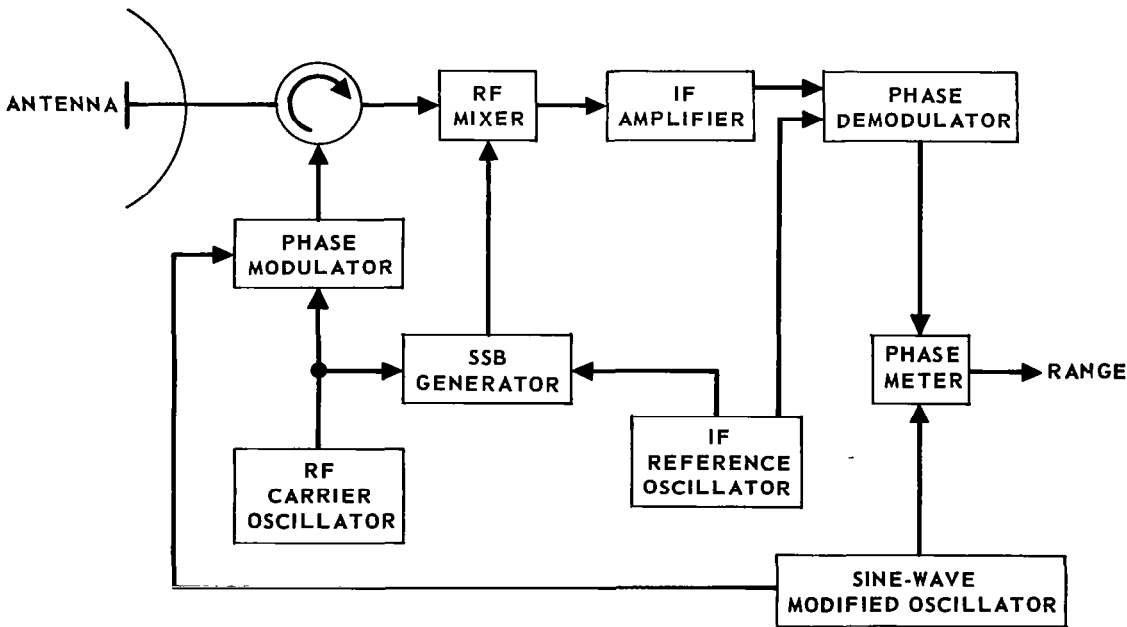 ANTENNA
RF
MIXER
IF
AMPLIFIER
PHASE
DEMODULATOR
PHASE
MODULATOR
SSB
GENERATOR
PHASE
METER
RANGE
RF
CARRIER
OSCILLATOR
IF
REFERENCE
OSCILLATOR
SINE-WAVE
MODIFIED OSCILLATOR